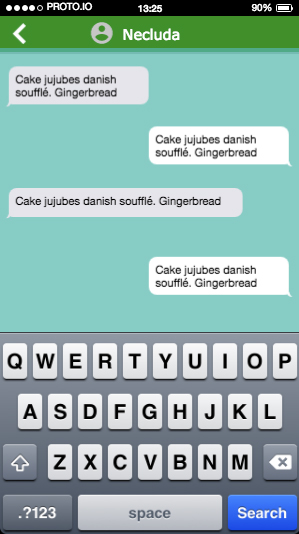 PROTO.IO 13:25 90%
Necluda
Cake jujubes danish
soufflé. Gingerbread
Cake jujubes danish
soufflé. Gingerbread
Cake jujubes danish soufflé. Gingerbread
Cake jujubes danish
soufflé. Gingerbread
Q W E R T Y U I O P
A S D F G H J K L
Z X C V B N M
.?123 space Search